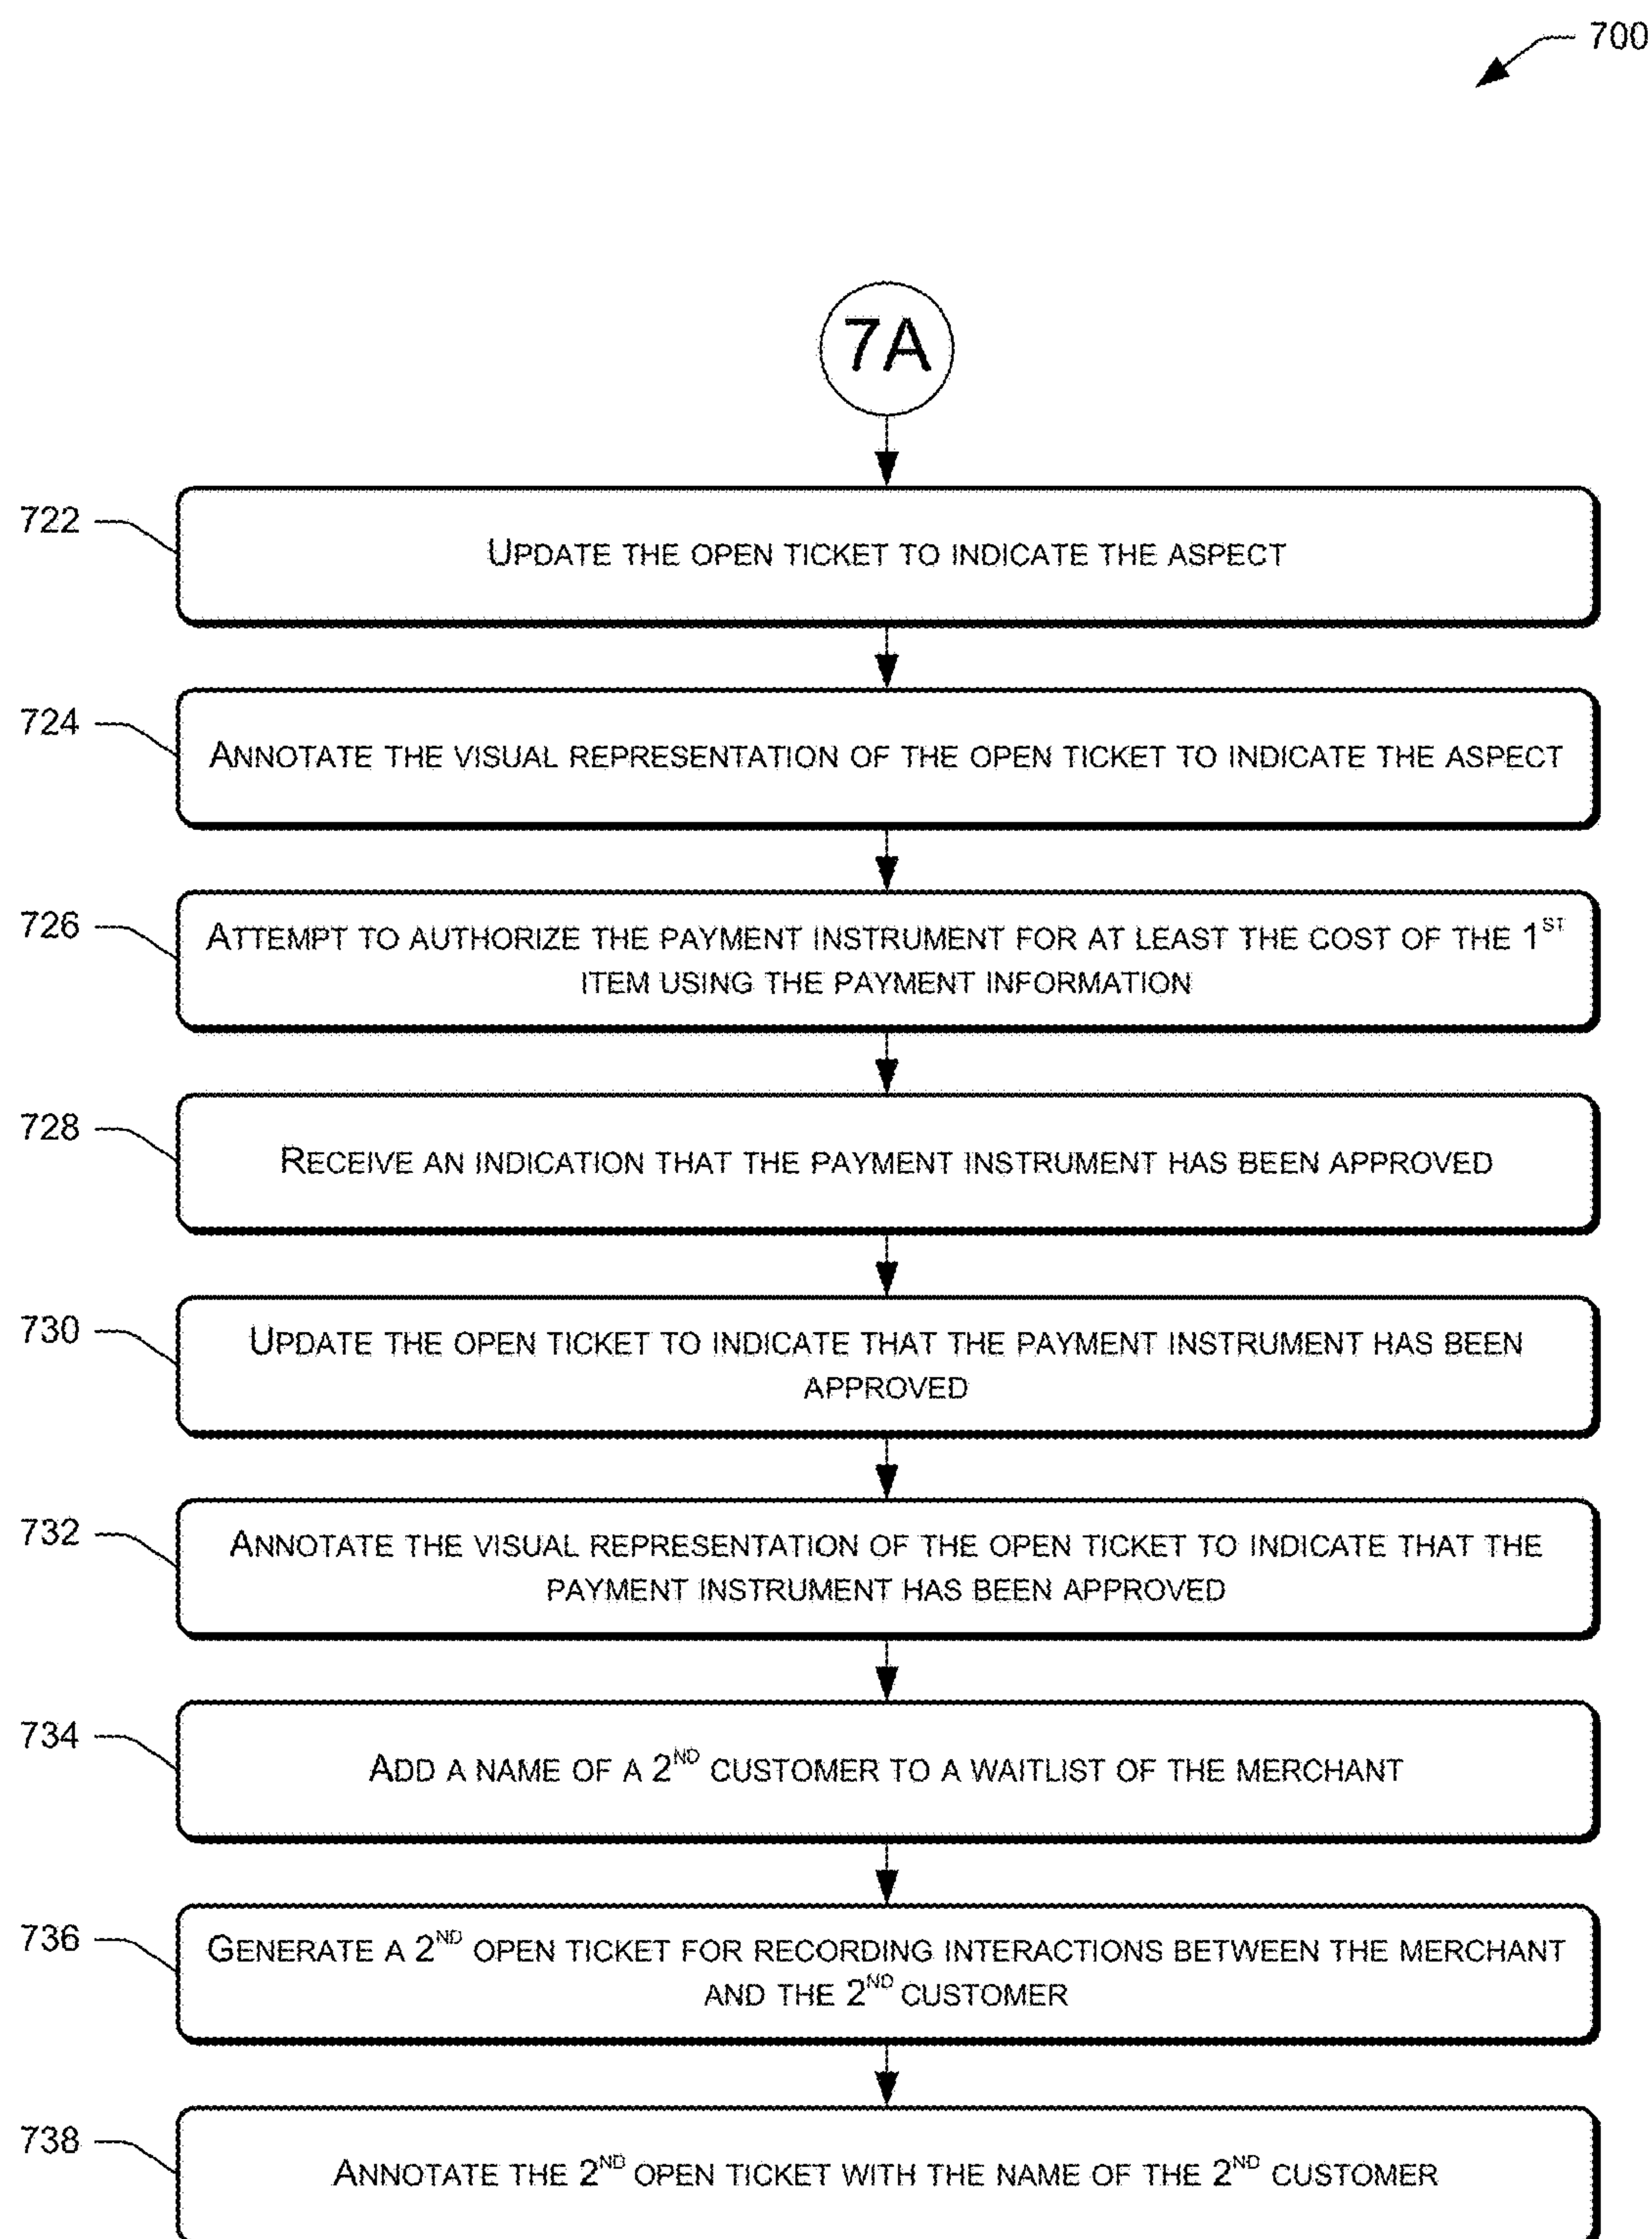 700
7A
722
UPDATE THE OPEN TICKET TO INDICATE THE ASPECT
724
ANNOTATE THE VISUAL REPRESENTATION OF THE OPEN TICKET TO INDICATE THE ASPECT
726
ATTEMPT TO AUTHORIZE THE PAYMENT INSTRUMENT FOR AT LEAST THE COST OF THE 1ST
ITEM USING THE PAYMENT INFORMATION
728
RECEIVE AN INDICATION THAT THE PAYMENT INSTRUMENT HAS BEEN APPROVED
730
UPDATE THE OPEN TICKET TO INDICATE THAT THE PAYMENT INSTRUMENT HAS BEEN
APPROVED
732
ANNOTATE THE VISUAL REPRESENTATION OF THE OPEN TICKET TO INDICATE THAT THE
PAYMENT INSTRUMENT HAS BEEN APPROVED
734
ADD A NAME OF A 2ND CUSTOMER TO A WAITLIST OF THE MERCHANT
736
GENERATE A 2ND OPEN TICKET FOR RECORDING INTERACTIONS BETWEEN THE MERCHANT
AND THE 2ND CUSTOMER
738
ANNOTATE THE 2ND OPEN TICKET WITH THE NAME OF THE 2ND CUSTOMER